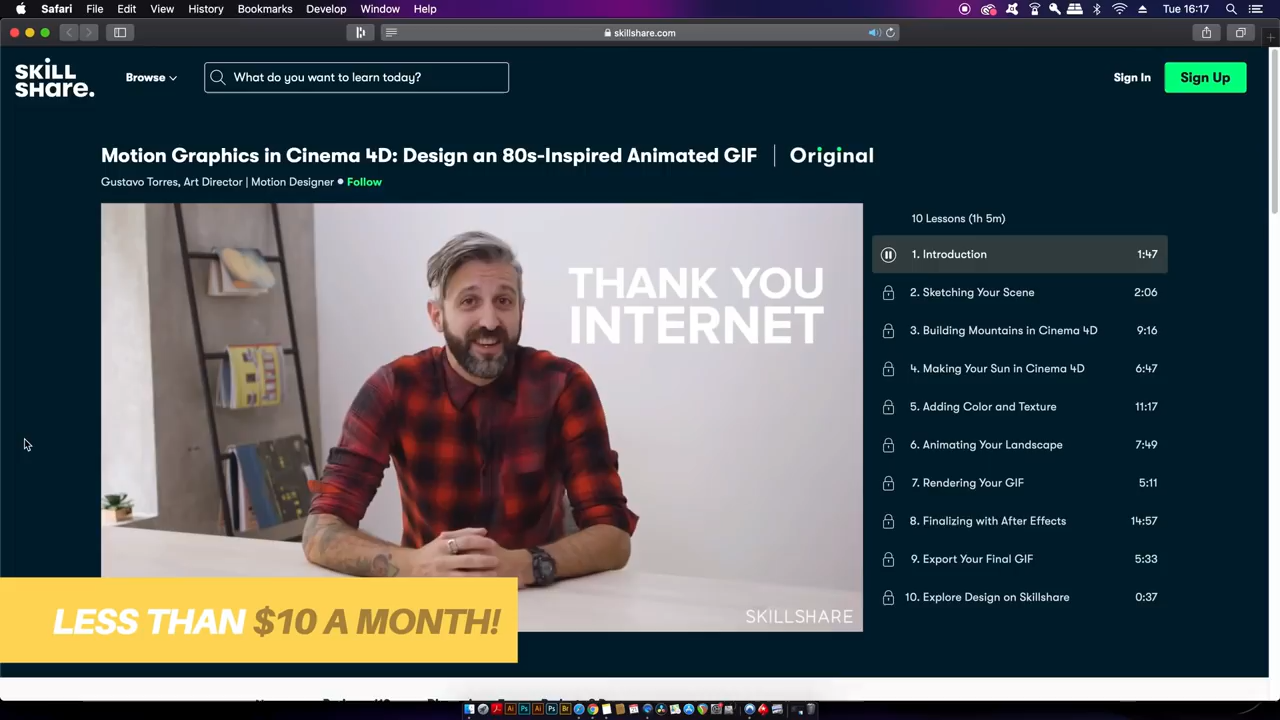 Safari File Edit View History Bookmarks Develop Window Help
Tue 16:17
skillshare.com
SKILL
SHARE.
Browse
What do you want to learn today?
Sign In
Sign Up
Motion Graphics in Cinema 4D: Design an 80s-Inspired Animated GIF | Original
Gustavo Torres, Art Director | Motion Designer • Follow
THANK YOU
INTERNET
SKILLSHARE
10 Lessons (1h 5m)
1. Introduction 1:47
2. Sketching Your Scene 2:06
3. Building Mountains in Cinema 4D 9:16
4. Making Your Sun in Cinema 4D 6:47
5. Adding Color and Texture 11:17
6. Animating Your Landscape 7:49
7. Rendering Your GIF 5:11
8. Finalizing with After Effects 14:57
9. Export Your Final GIF 5:33
10. Explore Design on Skillshare 0:37
LESS THAN $10 A MONTH!